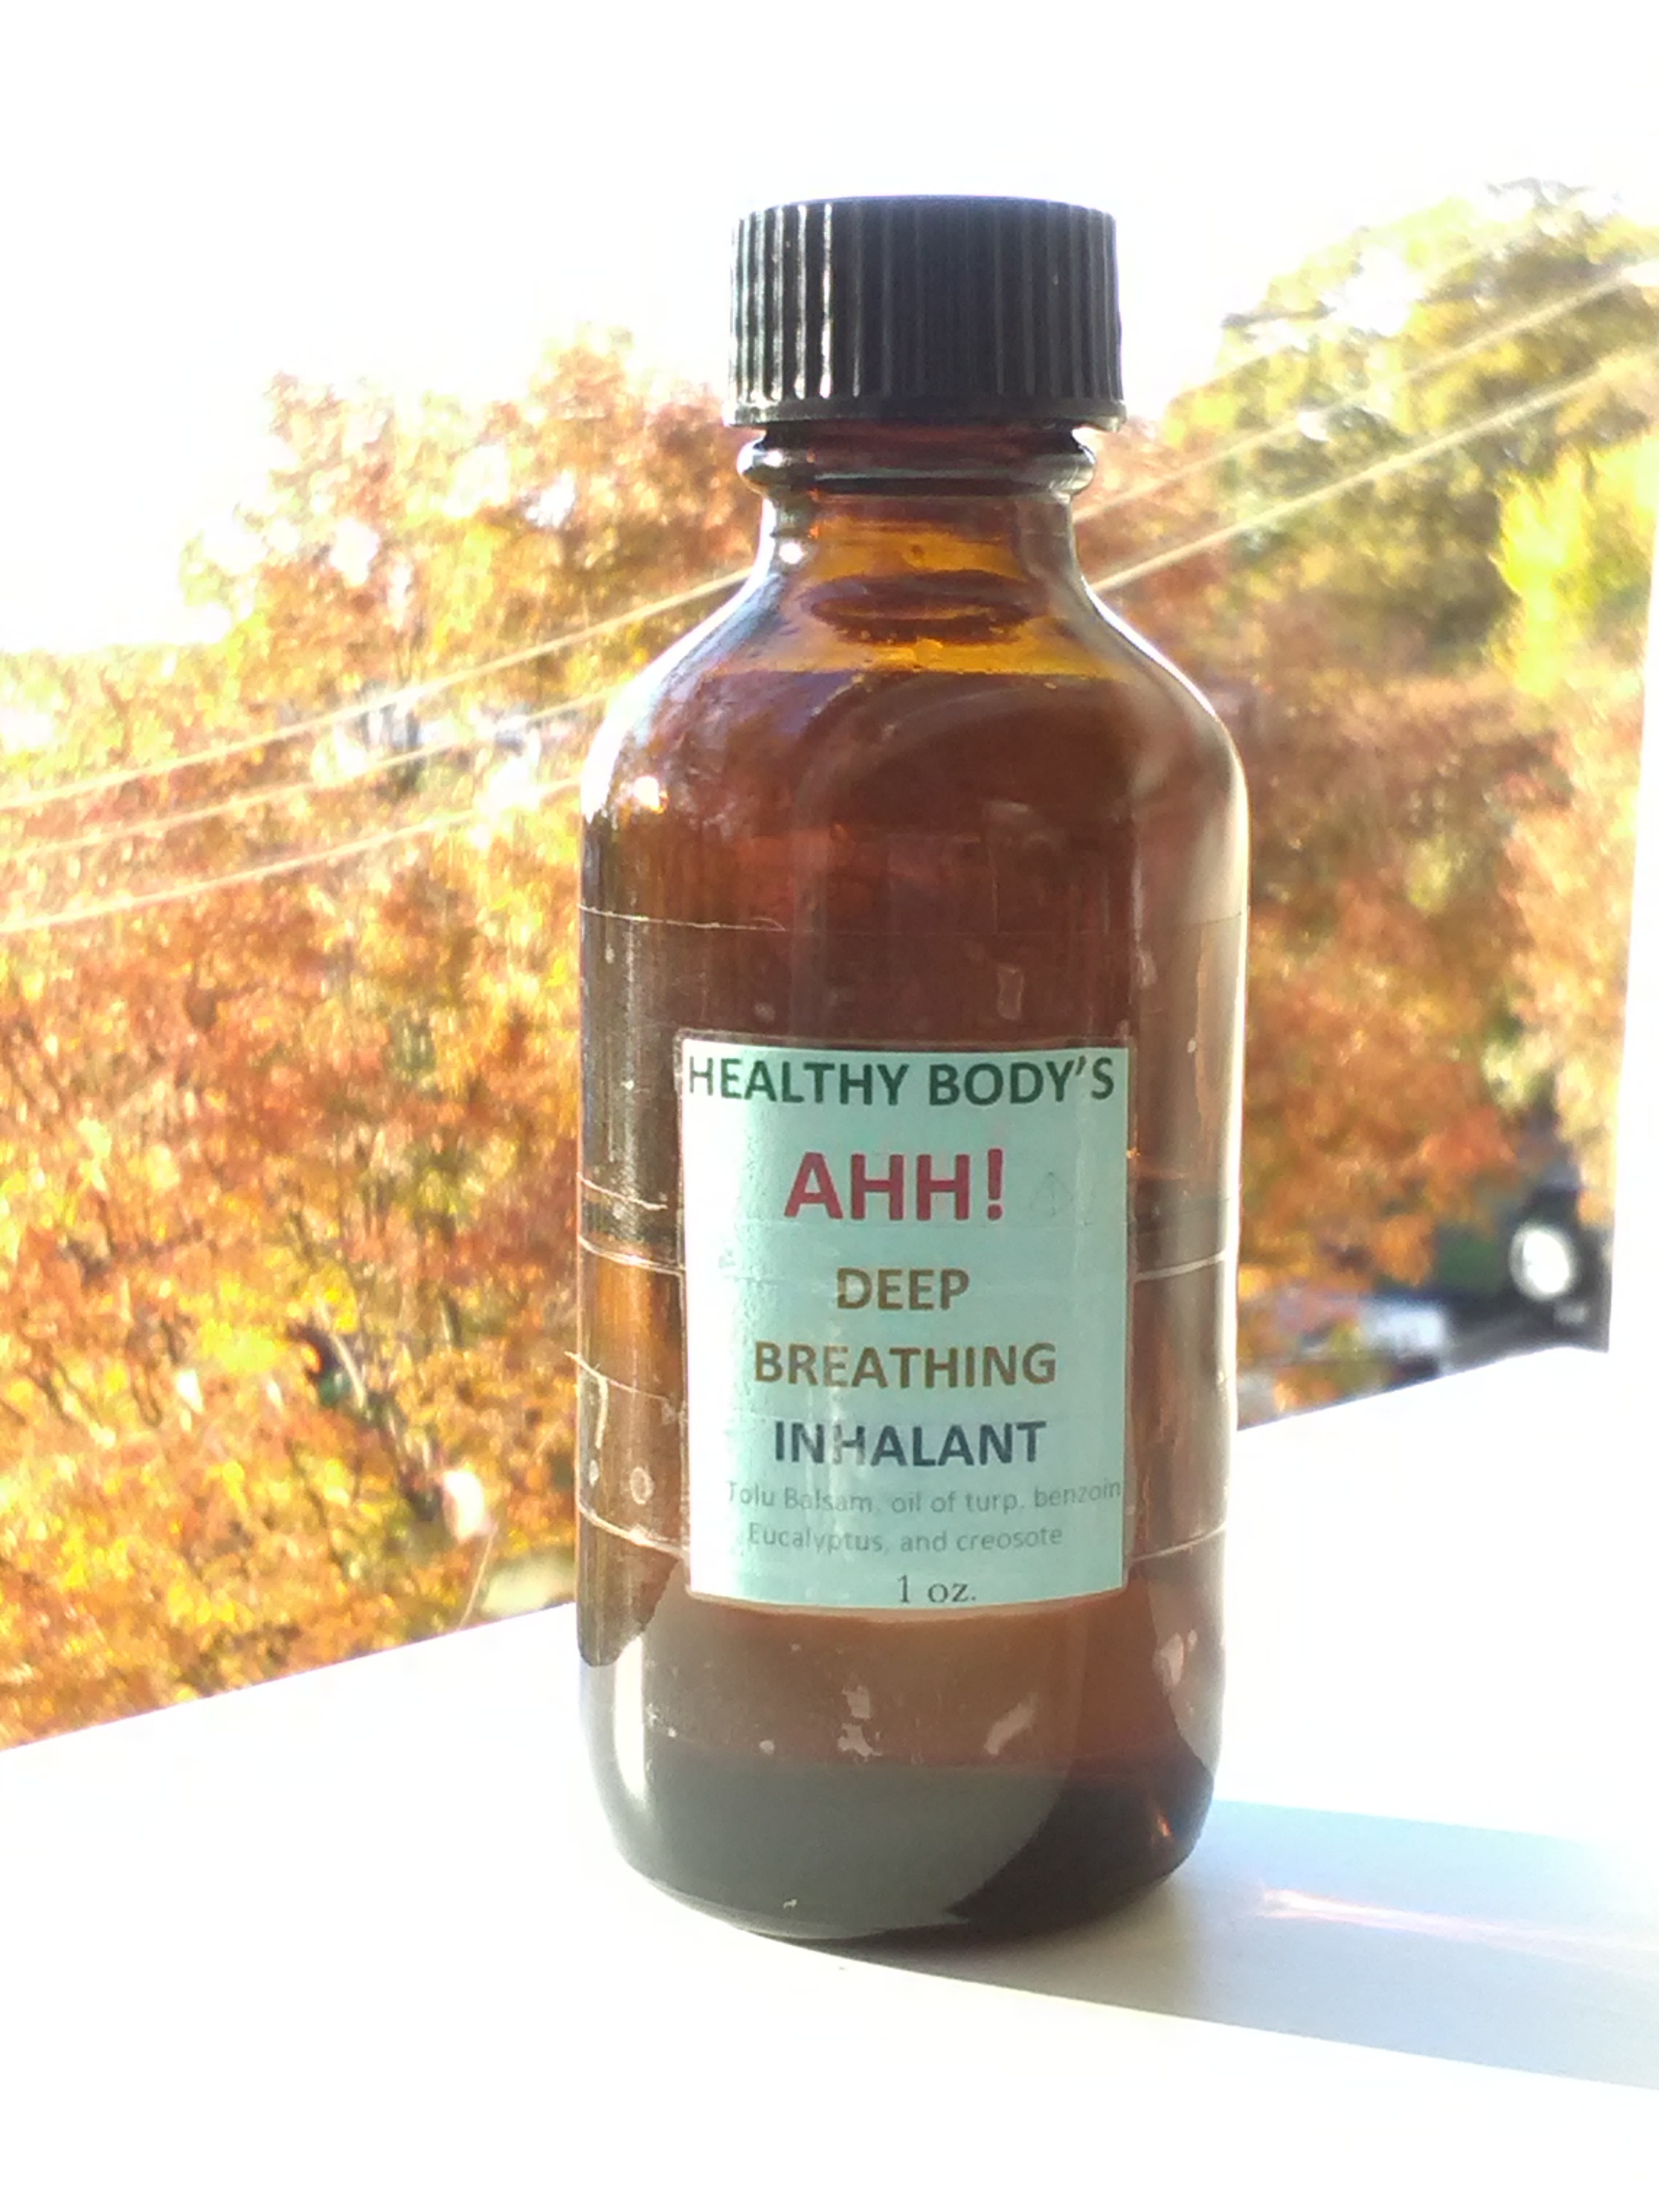 HEALTHY BODY'S
AHH!
DEEP
BREATHING
INHALANT
Tolu Balsam, oil of turp, benzoin
Eucalyptus, and creosote
1 oz.